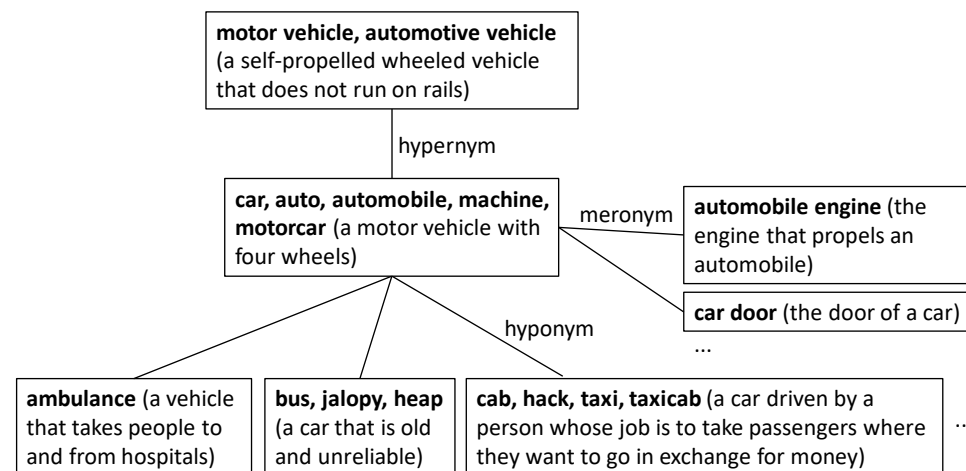 motor vehicle, automotive vehicle
(a self-propelled wheeled vehicle
that does not run on rails)
hypernym
car, auto, automobile, machine,
motorcar (a motor vehicle with
four wheels)
meronym
automobile engine (the
engine that propels an
automobile)
car door (the door of a car)
...
hyponym
ambulance (a vehicle
that takes people to
and from hospitals)
bus, jalopy, heap
(a car that is old
and unreliable)
cab, hack, taxi, taxicab (a car driven by a
person whose job is to take passengers where
they want to go in exchange for money)
...